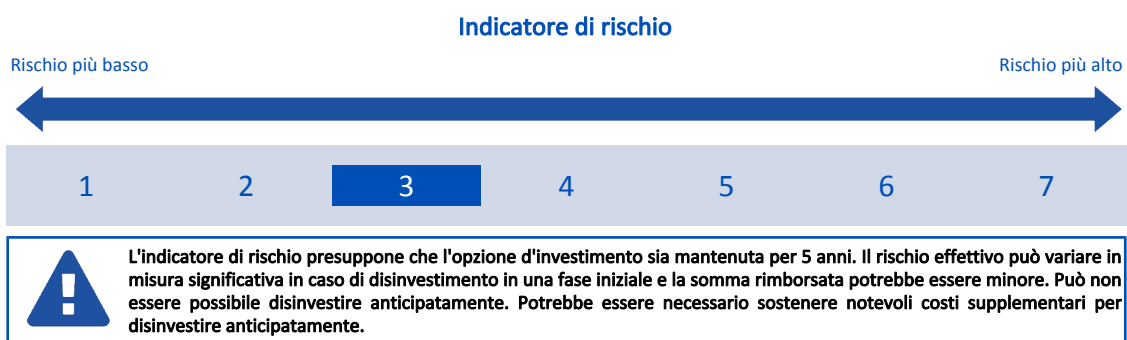 Indicatore di rischio
Rischio più basso
Rischio più alto
1 2 3 4 5 6 7
L'indicatore di rischio presuppone che l'opzione d'investimento sia mantenuta per 5 anni. Il rischio effettivo può variare in
misura significativa in caso di disinvestimento in una fase iniziale e la somma rimborsata potrebbe essere minore. Può non
essere possibile disinvestire anticipatamente. Potrebbe essere necessario sostenere notevoli costi supplementari per
disinvestire anticipatamente.